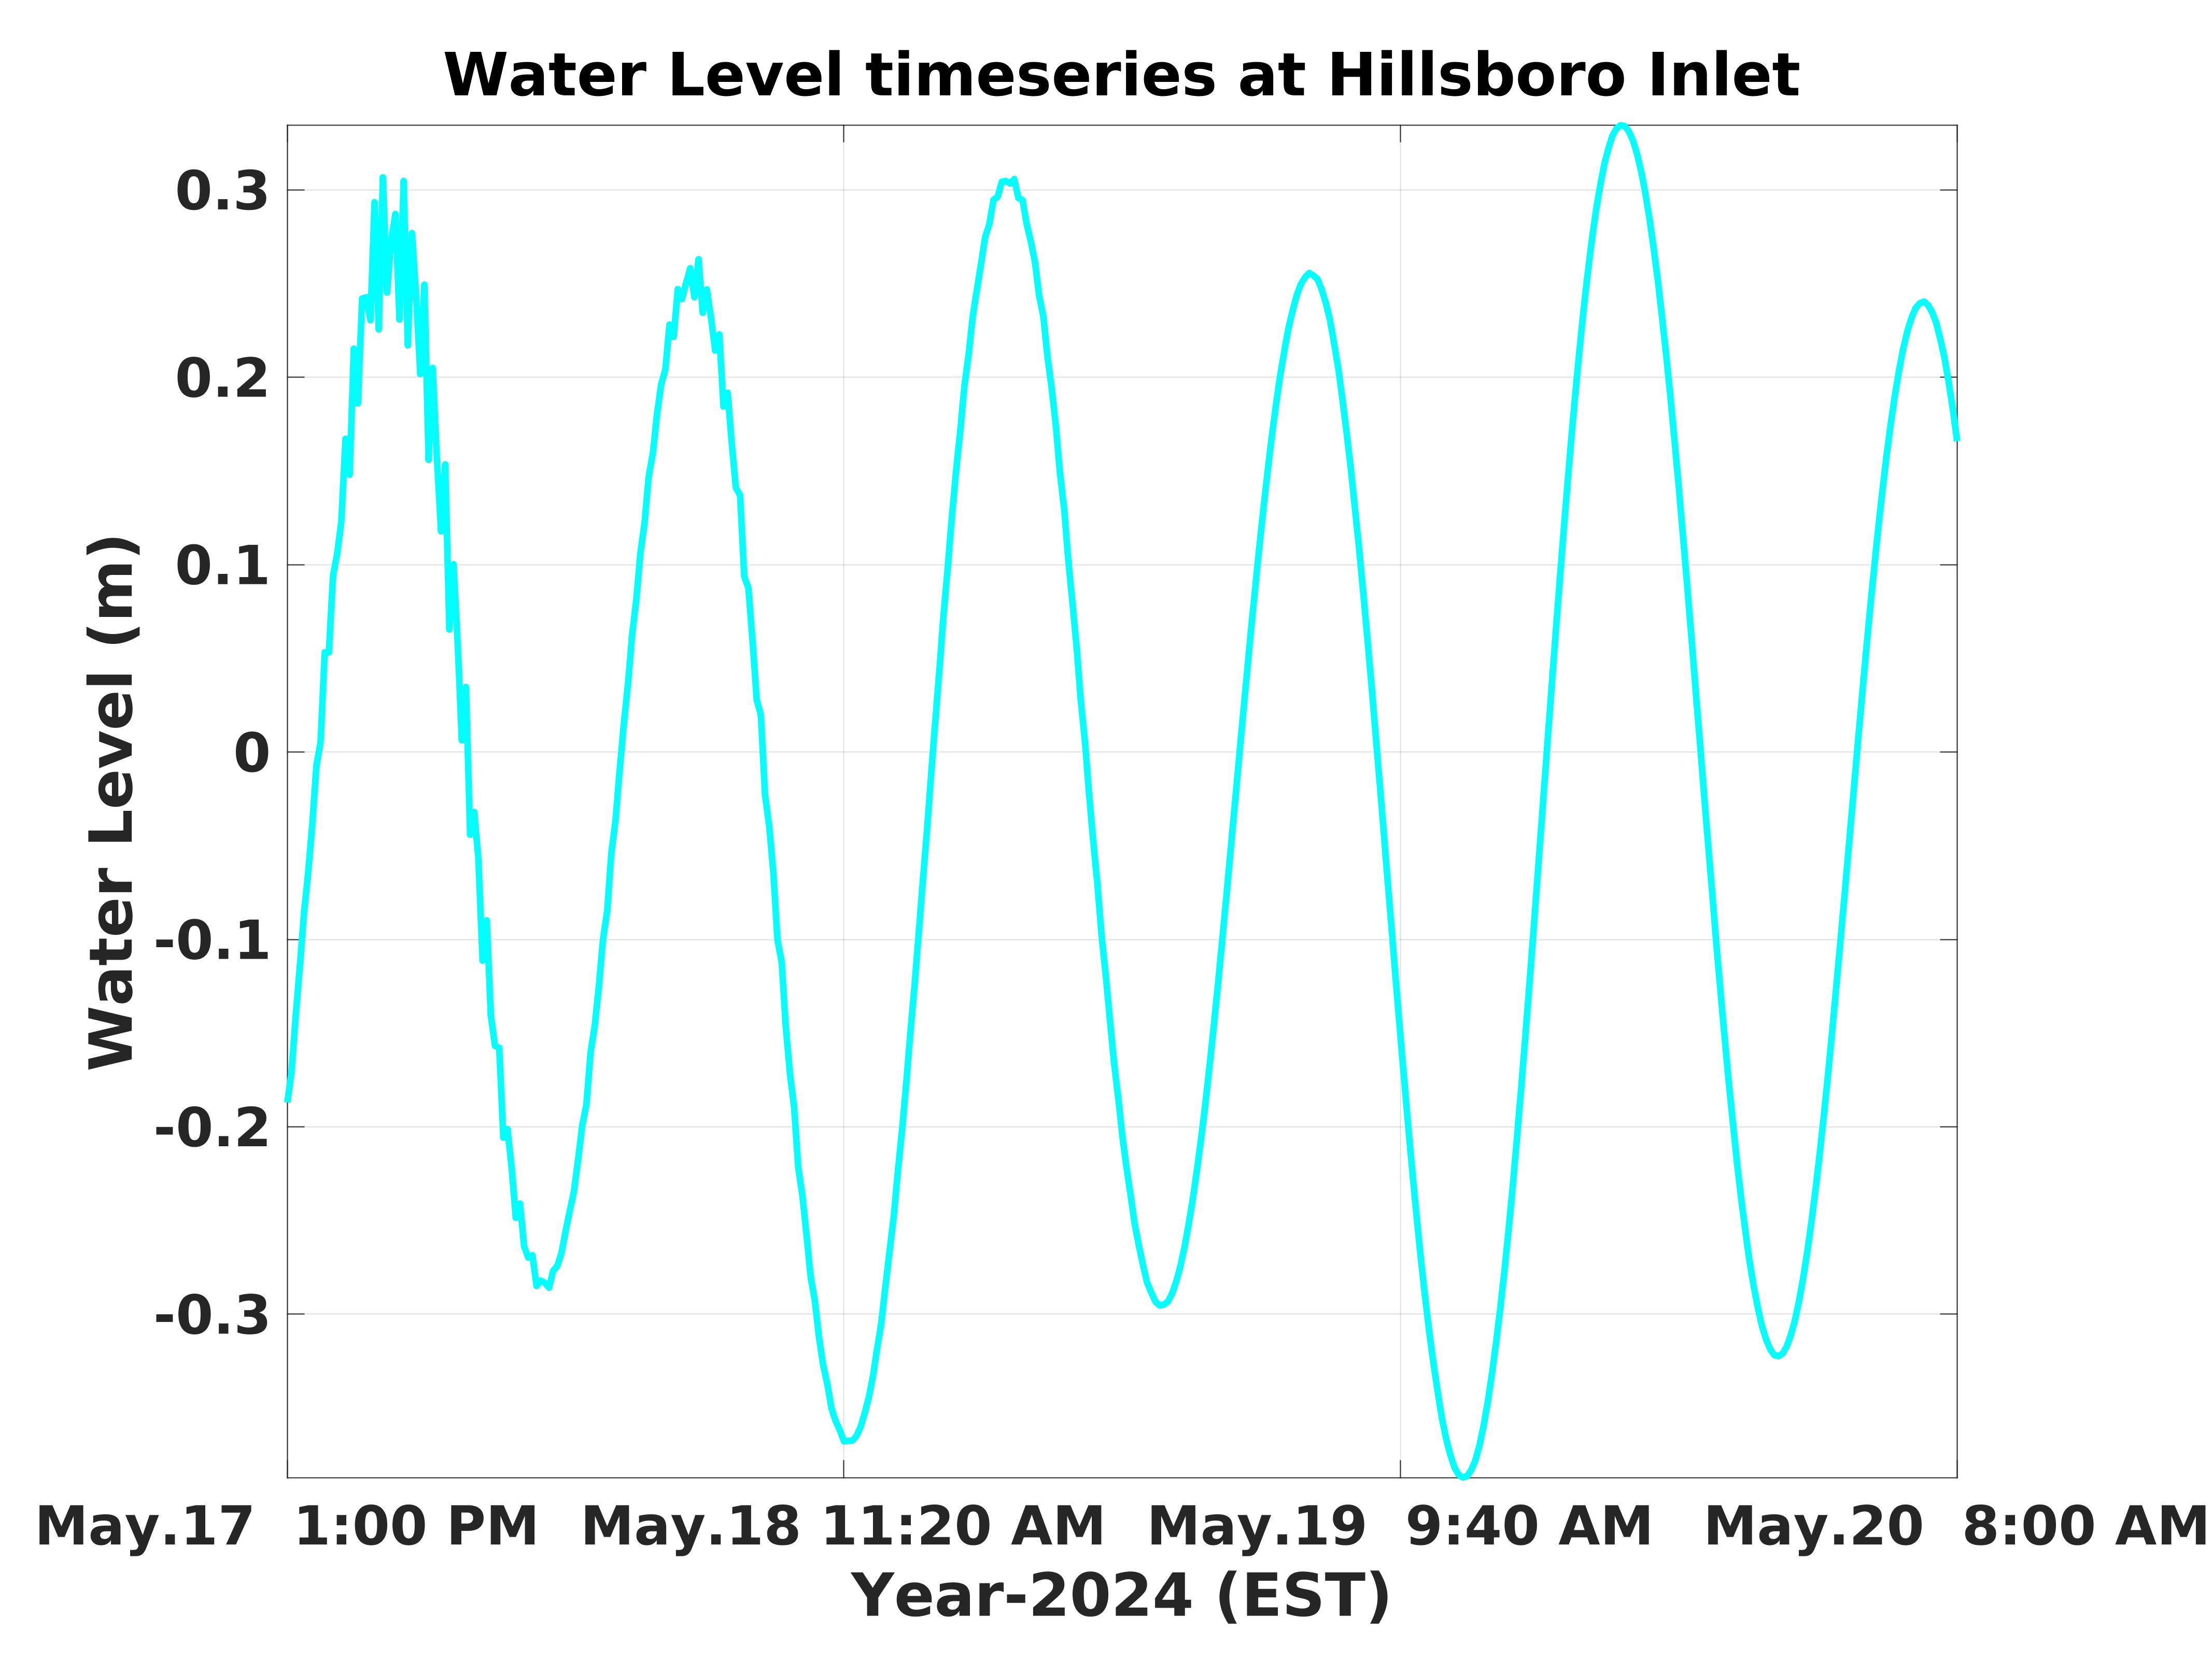 Water Level timeseries at Hillsboro Inlet
0.3
0.2
0.1
0
-0.1
-0.2
-0.3
Water Level (m)
May.17 1:00 PM May.18 11:20 AM May.19 9:40 AM May.20 8:00 AM
Year-2024 (EST)